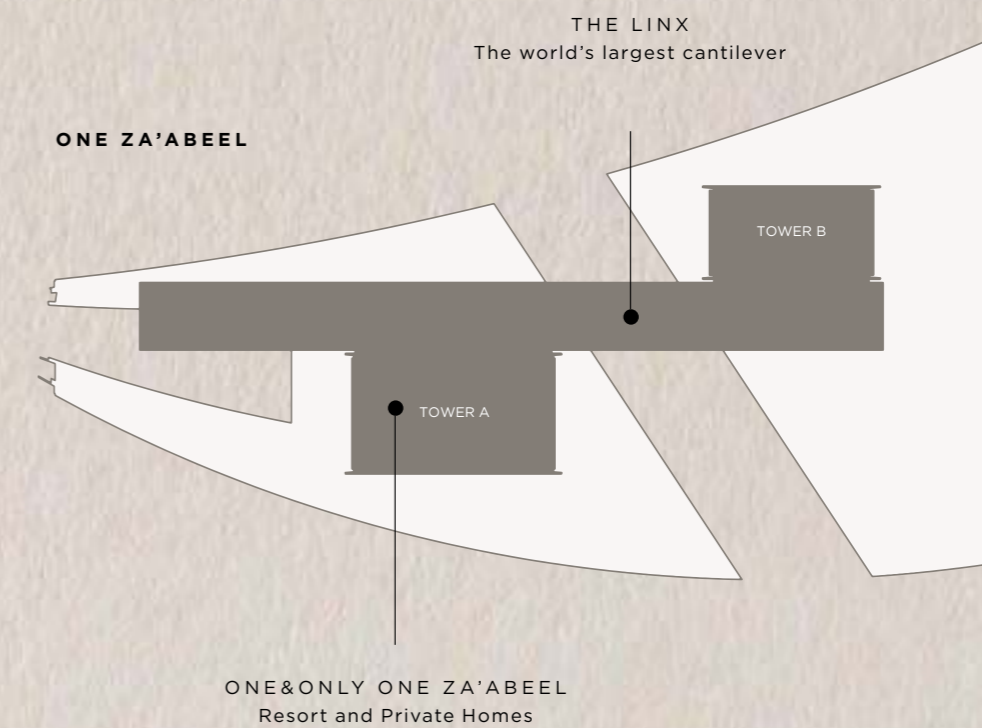 THE LINX
The world's largest cantilever
ONE ZA'ABEEL
TOWER B
TOWER A
ONE&ONLY ONE ZA'ABEEL
Resort and Private Homes